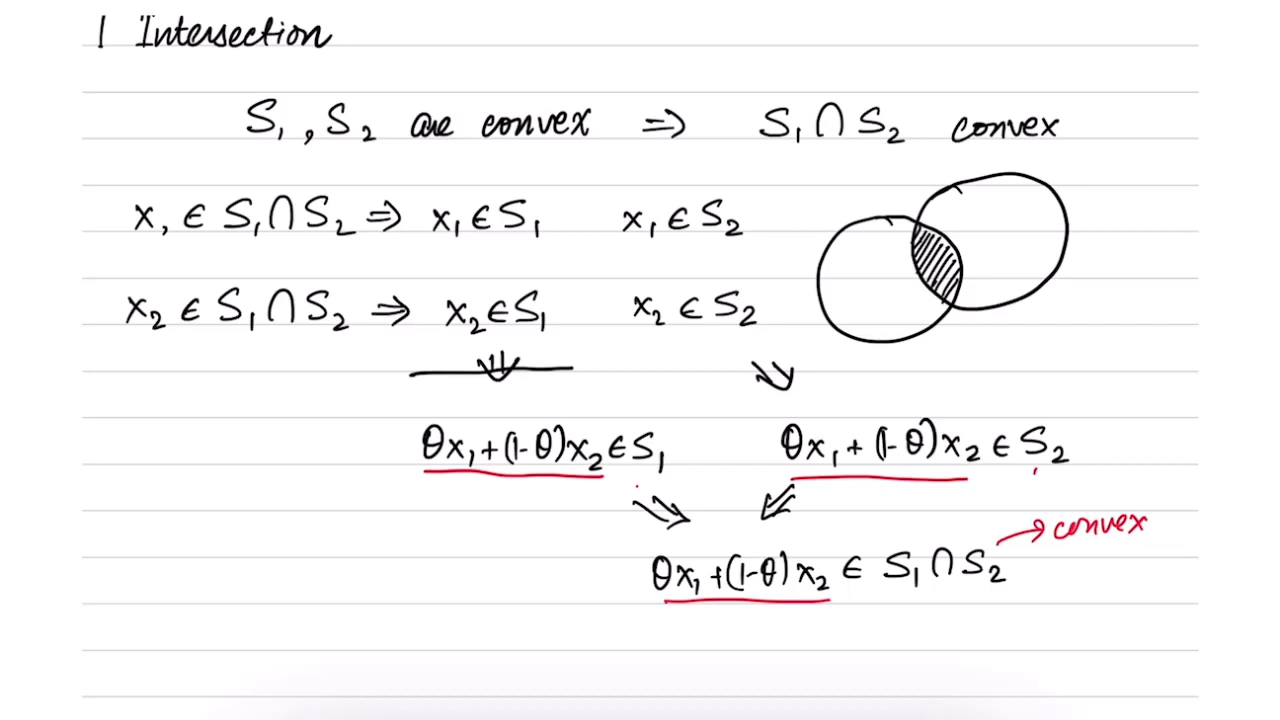 1 Intersection
S₁, S₂ are convex ⇒ S₁ ∩ S₂ convex
x₁ ∈ S₁ ∩ S₂ ⇒ x₁ ∈ S₁ x₁ ∈ S₂
x₂ ∈ S₁ ∩ S₂ ⇒ x₂ ∈ S₁ x₂ ∈ S₂
⇓ ⇓
θx₁ + (1-θ)x₂ ∈ S₁ θx₁ + (1-θ)x₂ ∈ S₂
⇘ ⇙
→ convex
θx₁ + (1-θ)x₂ ∈ S₁ ∩ S₂